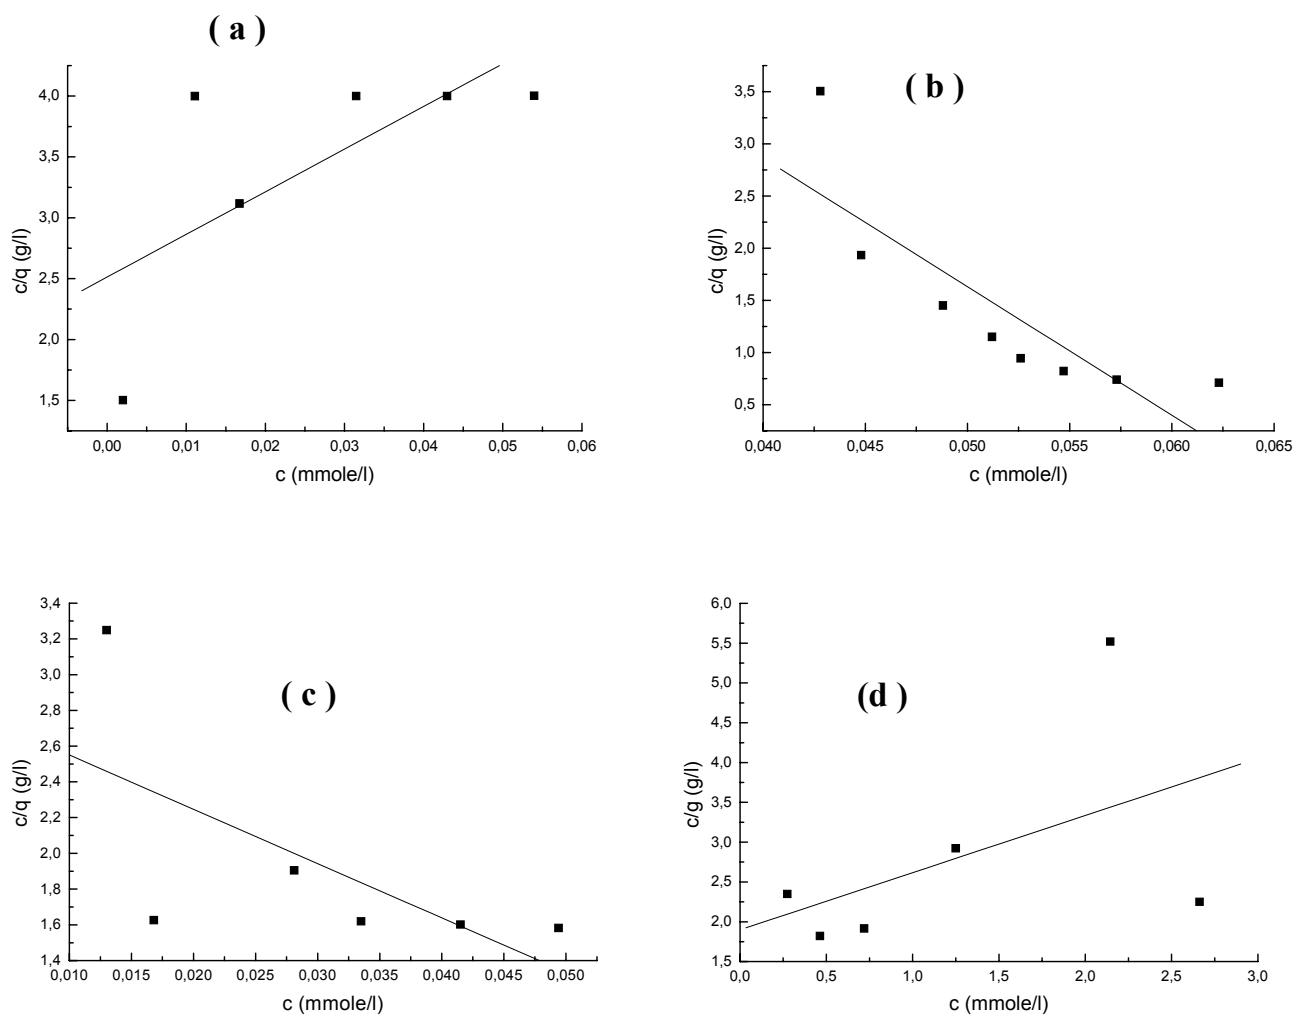 ( a )
4,0
3,5
3,0
2,5
2,0
1,5
c/q (g/l)
0,00 0,01 0,02 0,03 0,04 0,05 0,06
c (mmole/l)
( b )
3,5
3,0
2,5
2,0
1,5
1,0
0,5
c/q (g/l)
0,040 0,045 0,050 0,055 0,060 0,065
c (mmole/l)
( c )
3,4
3,2
3,0
2,8
2,6
2,4
2,2
2,0
1,8
1,6
1,4
c/q (g/l)
0,010 0,015 0,020 0,025 0,030 0,035 0,040 0,045 0,050
c (mmole/l)
(d )
6,0
5,5
5,0
4,5
4,0
3,5
3,0
2,5
2,0
1,5
c/g (g/l)
0,0 0,5 1,0 1,5 2,0 2,5 3,0
c (mmole/l)